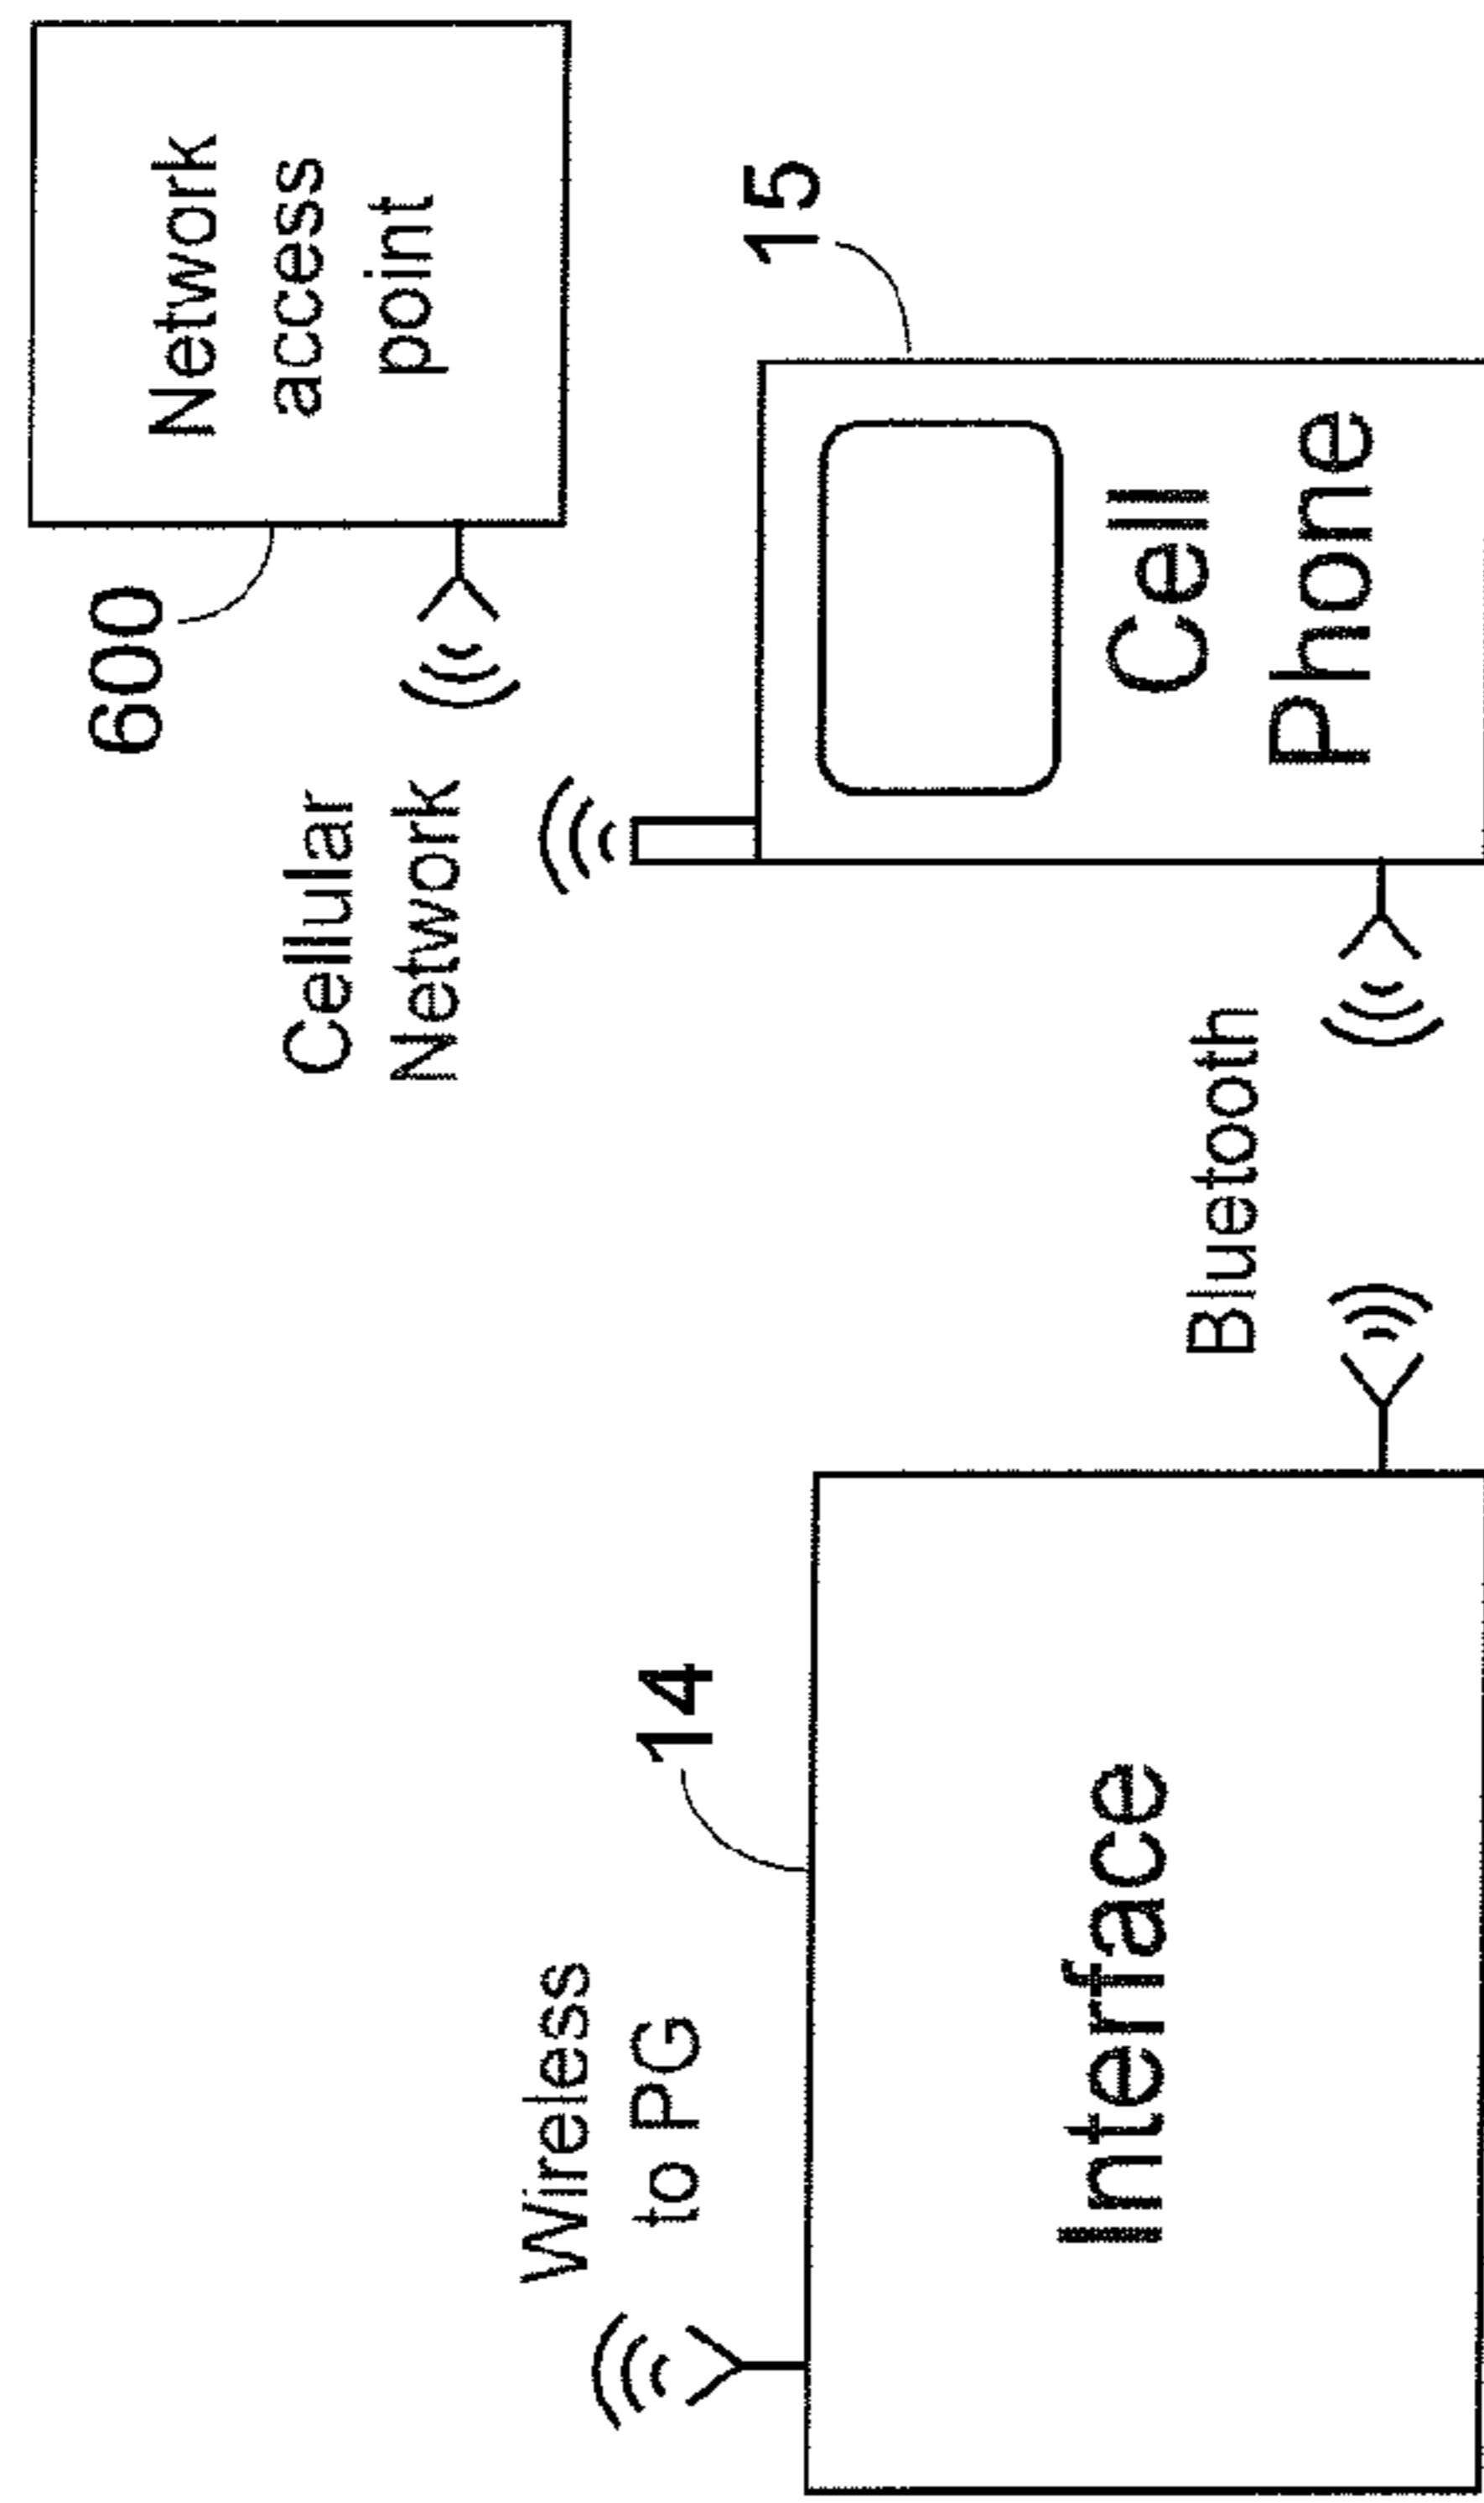 Wireless
to PG
14
Interface
Bluetooth
Cellular
Network
600
Network
access
point
15
Cell
Phone